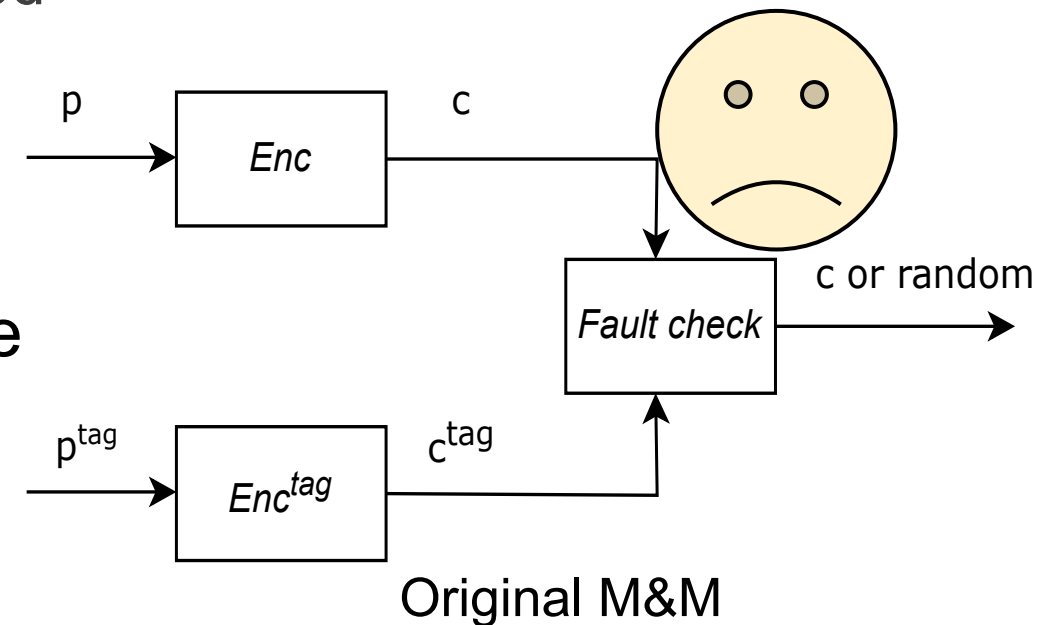 p
c
Enc
c or random
Fault check
p^tag
c^tag
Enc^tag
Original M&M